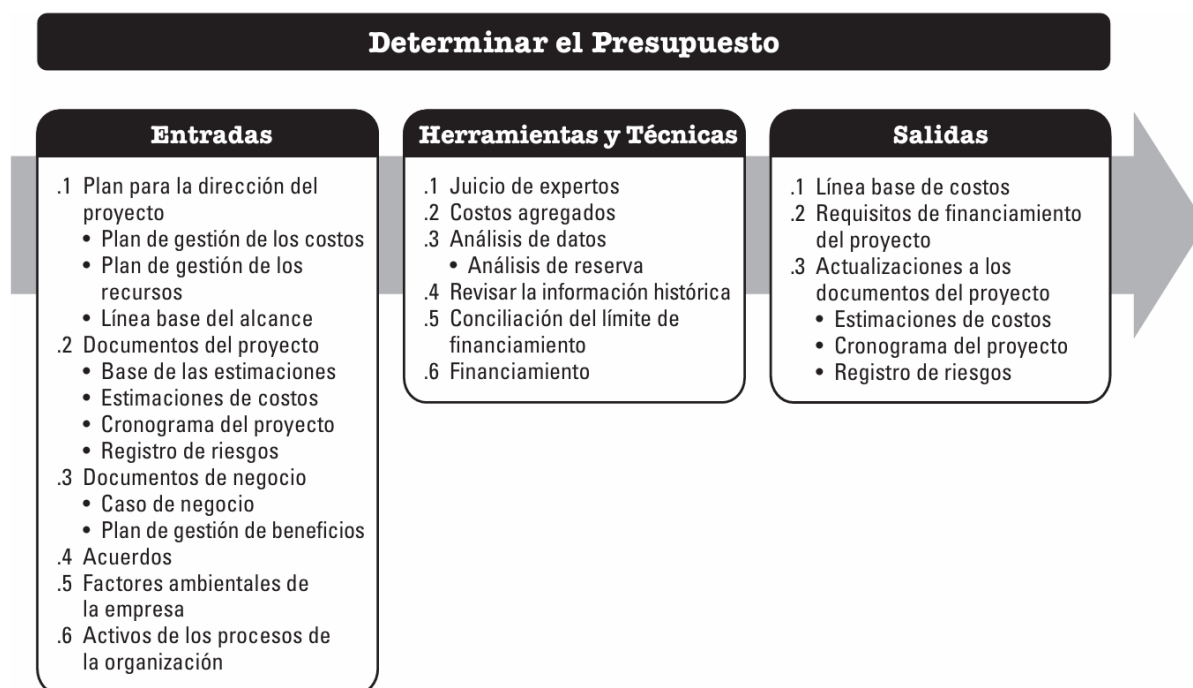 Determinar el Presupuesto
Entradas
.1 Plan para la dirección del
proyecto
• Plan de gestión de los costos
• Plan de gestión de los
recursos
• Línea base del alcance
.2 Documentos del proyecto
• Base de las estimaciones
• Estimaciones de costos
• Cronograma del proyecto
• Registro de riesgos
.3 Documentos de negocio
• Caso de negocio
• Plan de gestión de beneficios
.4 Acuerdos
.5 Factores ambientales de
la empresa
.6 Activos de los procesos de
la organización
Herramientas y Técnicas
.1 Juicio de expertos
.2 Costos agregados
.3 Análisis de datos
• Análisis de reserva
.4 Revisar la información histórica
.5 Conciliación del límite de
financiamiento
.6 Financiamiento
Salidas
.1 Línea base de costos
.2 Requisitos de financiamiento
del proyecto
.3 Actualizaciones a los
documentos del proyecto
• Estimaciones de costos
• Cronograma del proyecto
• Registro de riesgos